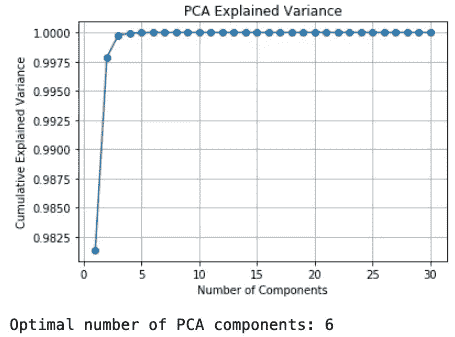 PCA Explained Variance
1.0000
0.9975
0.9950
0.9925
0.9900
0.9875
0.9850
0.9825
Cumulative Explained Variance
0 5 10 15 20 25 30
Number of Components
Optimal number of PCA components: 6